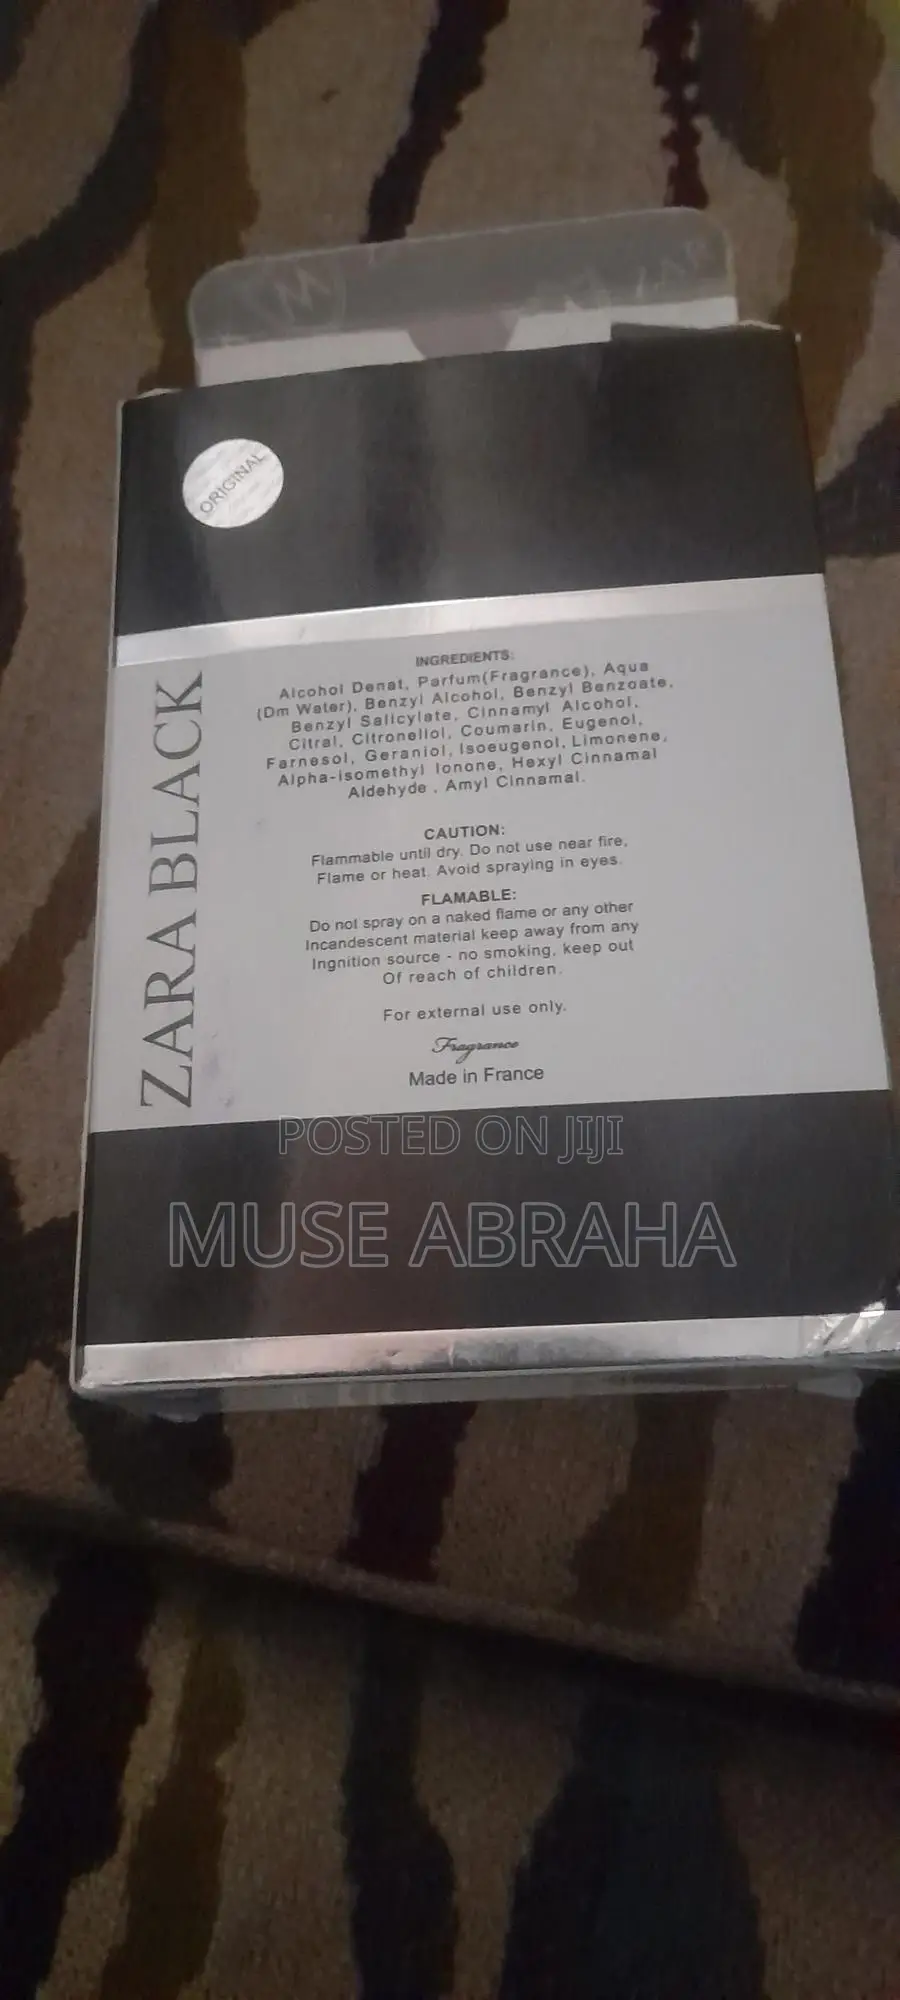 ORIGINAL
ZARA BLACK
INGREDIENTS:
Alcohol Denat, Parfum(Fragrance), Aqua
(Dm Water), Benzyl Alcohol, Benzyl Banzoate,
Benzyl Salicylate, Cinnamyl Alcohol,
Citral, Citronellol, Coumarin, Eugenol,
Farnesol, Geraniol, Isoeugenol, Limonene,
Alpha-isomethyl Ionone, Hexyl Cinnamal
Aldehyde , Amyl Cinnamal.
CAUTION:
Flammable until dry. Do not use near fire,
Flame or heat. Avoid spraying in eyes.
FLAMABLE:
Do not spray on a naked flame or any other
Incandescent material keep away from any
Ingnition source - no smoking, keep out
Of reach of children.
For external use only.
Fragrance
Made in France
POSTED ON JIJI
MUSE ABRAHA